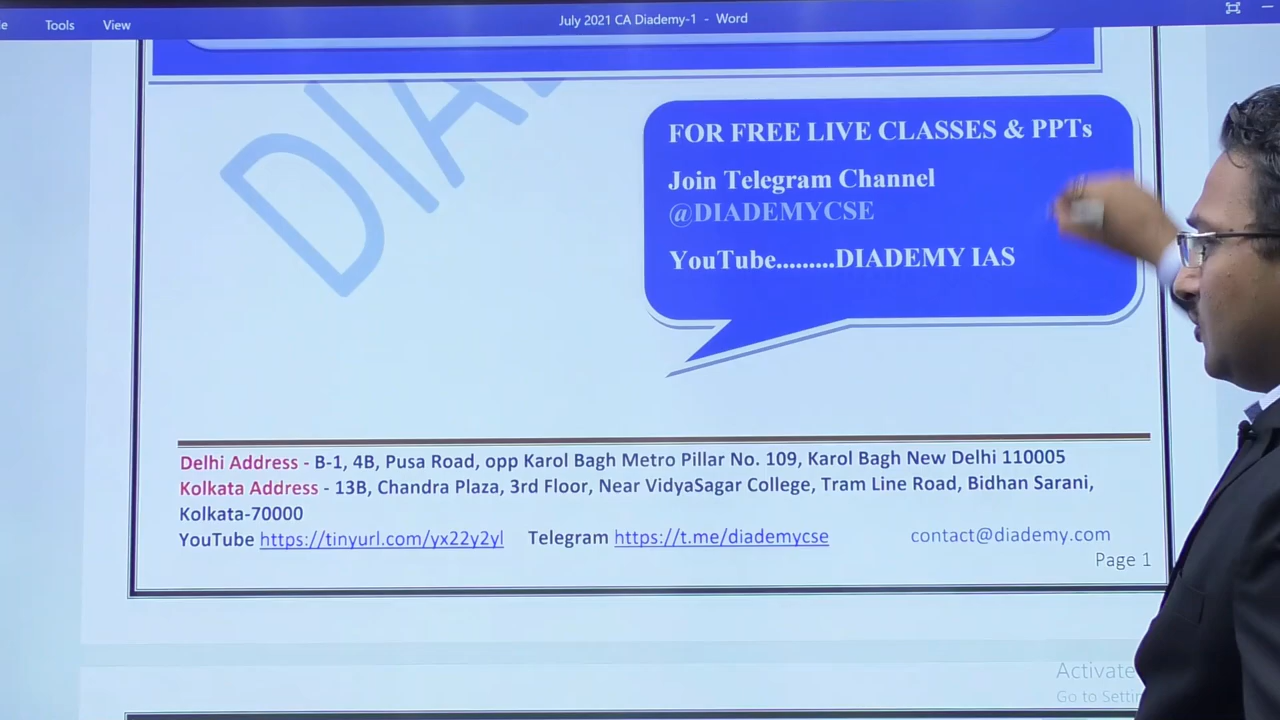 Tools View
July 2021 CA Diademy-1 - Word
FOR FREE LIVE CLASSES & PPTs
Join Telegram Channel
@DIADEMYCSE
YouTube.........DIADEMY IAS
Delhi Address - B-1, 4B, Pusa Road, opp Karol Bagh Metro Pillar No. 109, Karol Bagh New Delhi 110005
Kolkata Address - 13B, Chandra Plaza, 3rd Floor, Near VidyaSagar College, Tram Line Road, Bidhan Sarani,
Kolkata-70000
YouTube https://tinyurl.com/yx22y2yl Telegram https://t.me/diademycse contact@diademy.com
Page 1
Activate
Go to